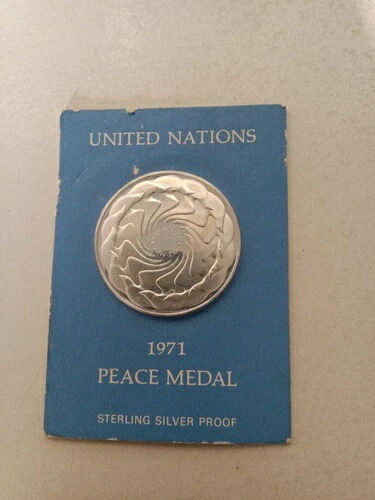 UNITED NATIONS
1971
PEACE MEDAL
STERLING SILVER PROOF